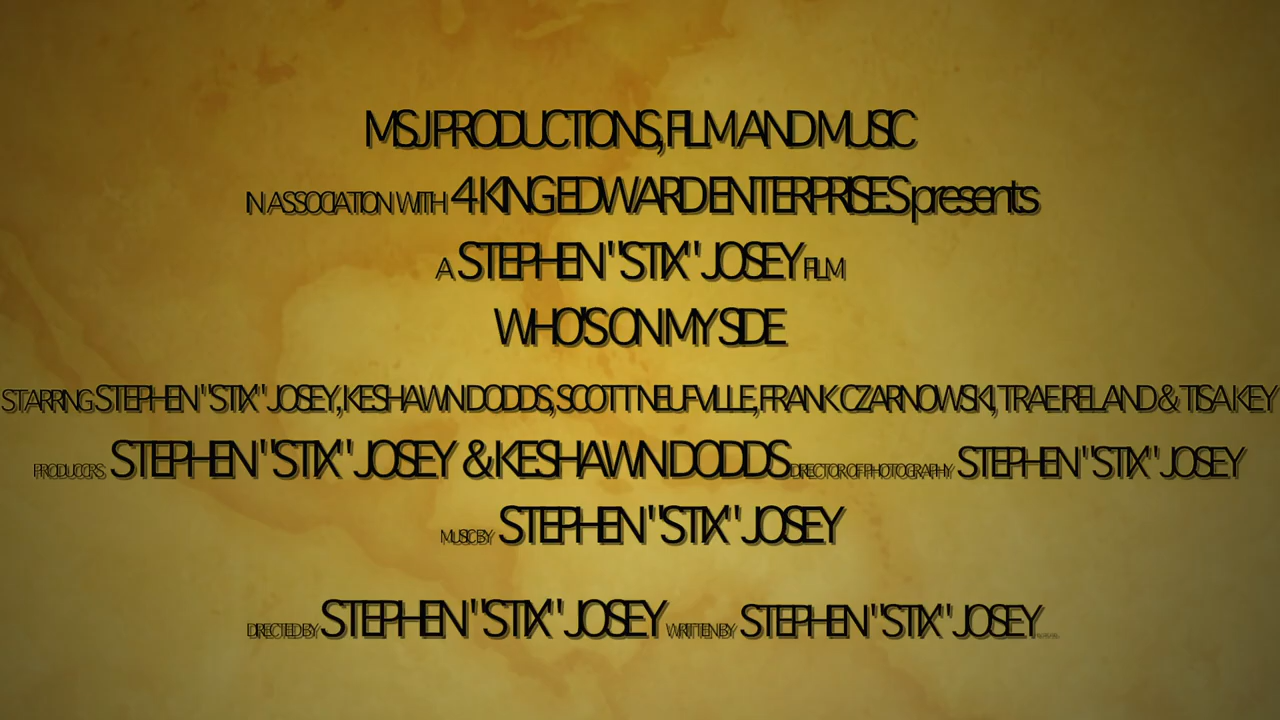 MSJ PRODUCTIONS, FILM AND MUSIC
IN ASSOCIATION WITH 4 KING EDWARD ENTERPRISES presents
A STEPHEN "STIX" JOSEY FILM
WHO'S ON MY SIDE
STARRING STEPHEN "STIX" JOSEY, KESHAWN DODDS, SCOTT NEUFVILLE, FRANK CZARNOWSKI, TRAE IRELAND & TISA KEY
PRODUCERS STEPHEN "STIX" JOSEY & KESHAWN DODDS DIRECTOR OF PHOTOGRAPHY STEPHEN "STIX" JOSEY
MUSIC BY STEPHEN "STIX" JOSEY
DIRECTED BY STEPHEN "STIX" JOSEY WRITTEN BY STEPHEN "STIX" JOSEY